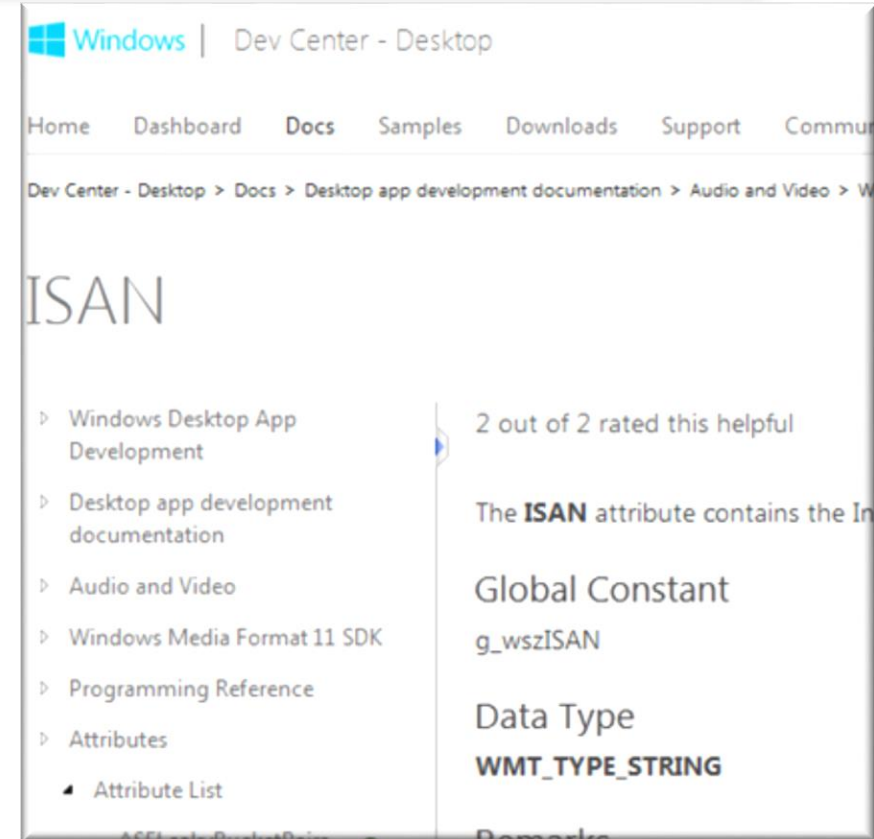 Windows | Dev Center - Desktop
Home Dashboard Docs Samples Downloads Support
Dev Center - Desktop > Docs > Desktop app development documentation > Audio and Video >
ISAN
Windows Desktop App
Development
Desktop app development
documentation
Audio and Video
Windows Media Format 11 SDK
Programming Reference
Attributes
Attribute List
2 out of 2 rated this helpful
The ISAN attribute contains the
Global Constant
g_wszISAN
Data Type
WMT_TYPE_STRING
Remarks